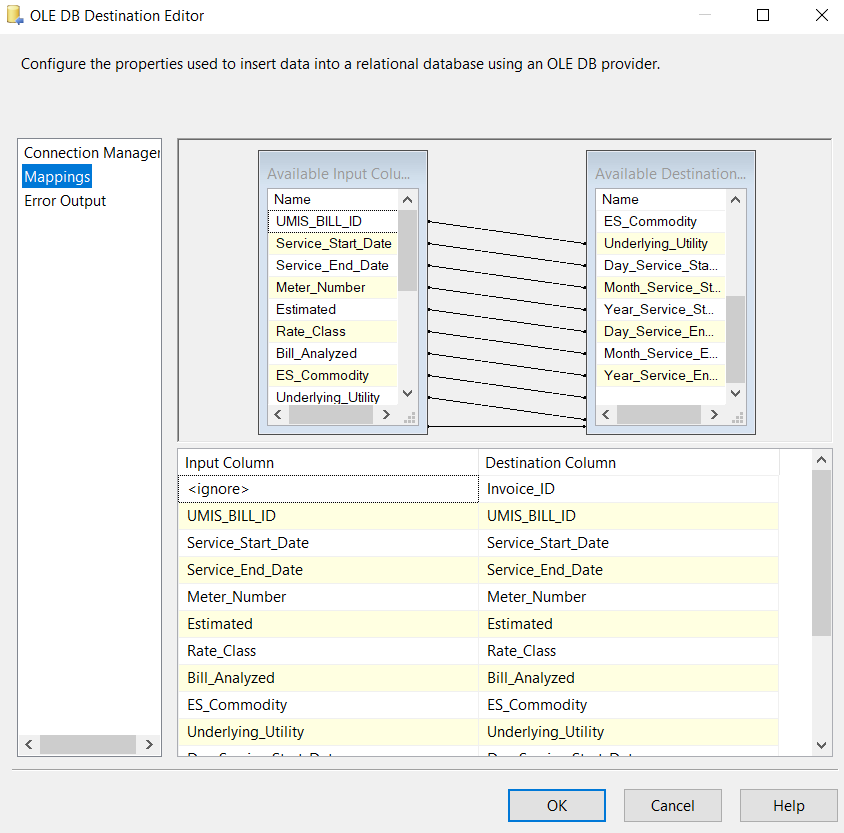 OLE DB Destination Editor
Configure the properties used to insert data into a relational database using an OLE DB provider.
Connection Manager
Mappings
Error Output
Available Input Colu...
Name
UMIS_BILL_ID
Service_Start_Date
Service_End_Date
Meter_Number
Estimated
Rate_Class
Bill_Analyzed
ES_Commodity
Underlying_Utility
Available Destination...
Name
ES_Commodity
Underlying_Utility
Day_Service_Sta...
Month_Service_St...
Year_Service_St...
Day_Service_En...
Month_Service_E...
Year_Service_En...
Input Column Destination Column
<ignore> Invoice_ID
UMIS_BILL_ID UMIS_BILL_ID
Service_Start_Date Service_Start_Date
Service_End_Date Service_End_Date
Meter_Number Meter_Number
Estimated Estimated
Rate_Class Rate_Class
Bill_Analyzed Bill_Analyzed
ES_Commodity ES_Commodity
Underlying_Utility Underlying_Utility
OK Cancel Help